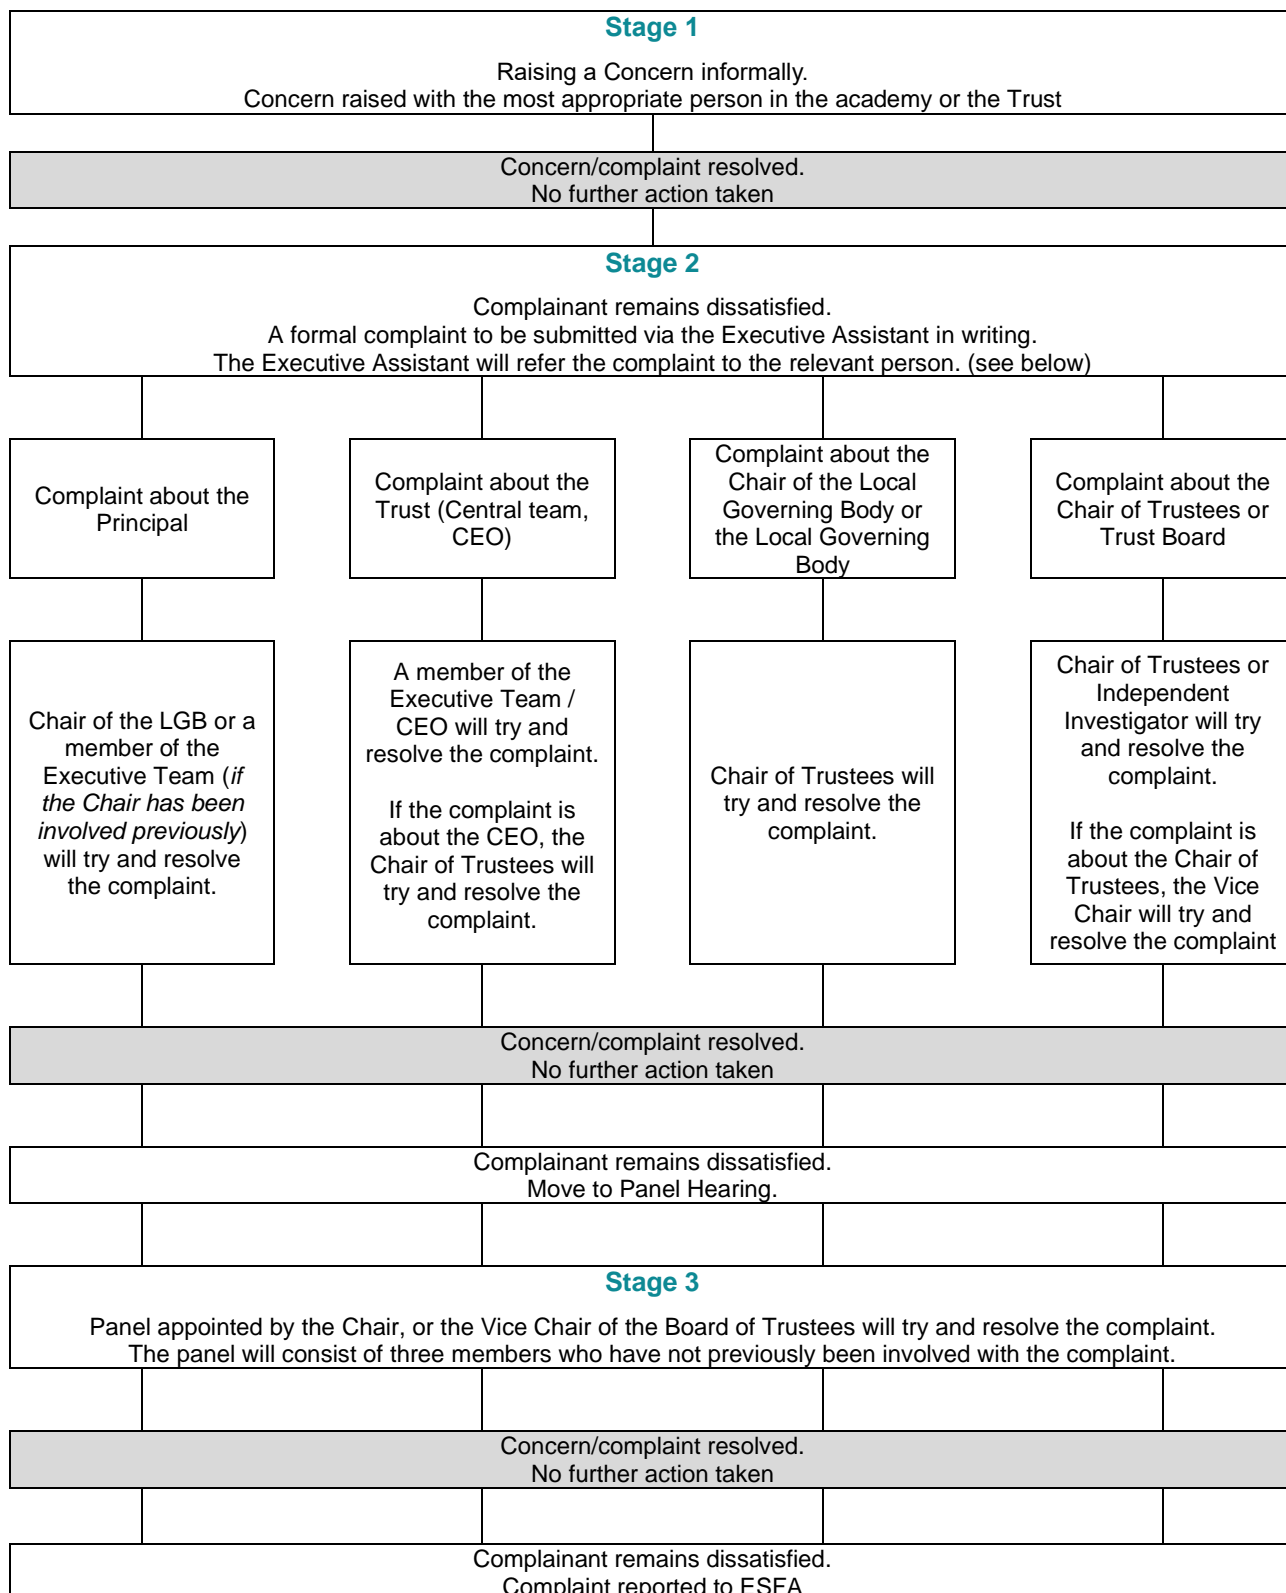 Stage 1
Raising a Concern informally.
Concern raised with the most appropriate person in the academy or the Trust
Concern/complaint resolved.
No further action taken
Stage 2
Complainant remains dissatisfied.
A formal complaint to be submitted via the Executive Assistant in writing.
The Executive Assistant will refer the complaint to the relevant person. (see below)
Complaint about the
Principal
Complaint about the
Trust (Central team,
CEO)
Complaint about the
Chair of the Local
Governing Body or
the Local Governing
Body
Complaint about the
Chair of Trustees or
Trust Board
Chair of the LGB or a
member of the
Executive Team (if
the Chair has been
involved previously)
will try and resolve
the complaint.
A member of the
Executive Team /
CEO will try and
resolve the complaint.
If the complaint is
about the CEO, the
Chair of Trustees will
try and resolve the
complaint.
Chair of Trustees will
try and resolve the
complaint.
Chair of Trustees or
Independent
Investigator will try
and resolve the
complaint.
If the complaint is
about the Chair of
Trustees, the Vice
Chair will try and
resolve the complaint
Concern/complaint resolved.
No further action taken
Complainant remains dissatisfied.
Move to Panel Hearing.
Stage 3
Panel appointed by the Chair, or the Vice Chair of the Board of Trustees will try and resolve the complaint.
The panel will consist of three members who have not previously been involved with the complaint.
Concern/complaint resolved.
No further action taken
Complainant remains dissatisfied.
Complaint reported to ESFA